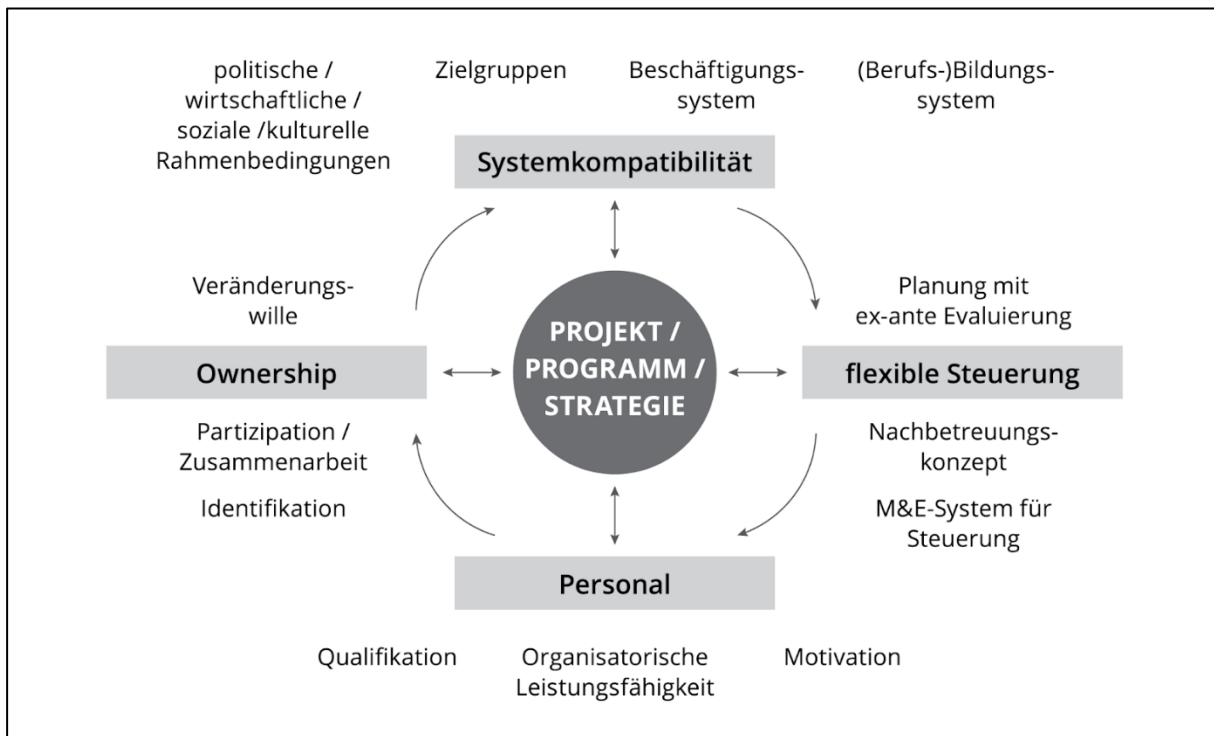 politische /
wirtschaftliche /
soziale /kulturelle
Rahmenbedingungen
Zielgruppen
Beschäftigungs-
system
(Berufs-)Bildungs-
system
Systemkompatibilität
Veränderungs-
wille
Ownership
Partizipation /
Zusammenarbeit
Identifikation
PROJEKT /
PROGRAMM /
STRATEGIE
Planung mit
ex-ante Evaluierung
flexible Steuerung
Nachbetreuungs-
konzept
M&E-System für
Steuerung
Personal
Qualifikation
Organisatorische
Leistungsfähigkeit
Motivation